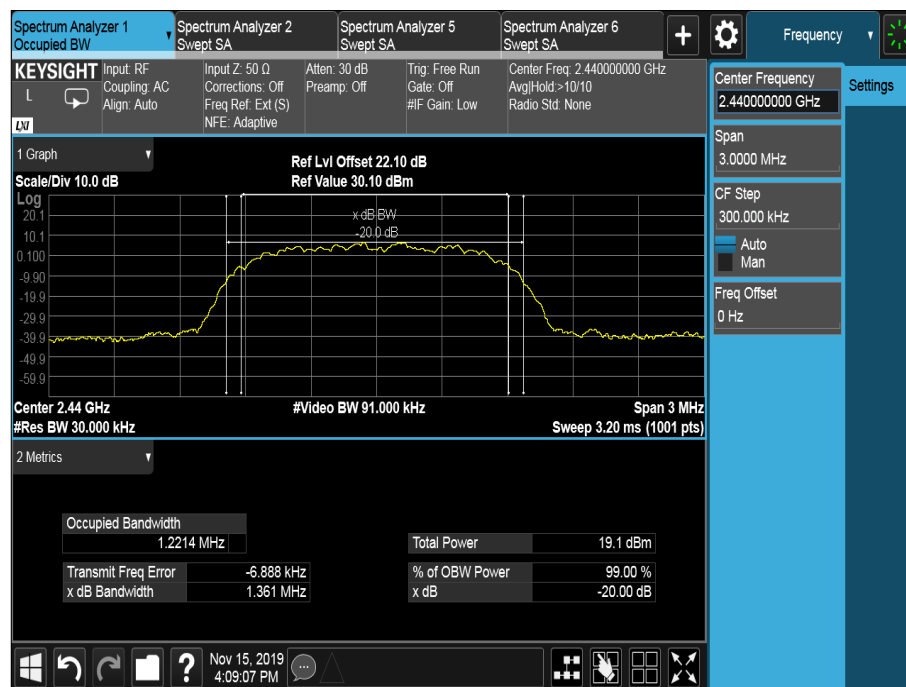 Spectrum Analyzer 1
Occupied BW
Spectrum Analyzer 2
Swept SA
Spectrum Analyzer 5
Swept SA
Spectrum Analyzer 6
Swept SA
+
Frequency
KEYSIGHT
L
LXI
Input: RF
Coupling: AC
Align: Auto
Input Z: 50 Ω
Corrections: Off
Freq Ref: Ext (S)
NFE: Adaptive
Atten: 30 dB
Preamp: Off
Trig: Free Run
Gate: Off
#IF Gain: Low
Center Freq: 2.440000000 GHz
Avg|Hold:>10/10
Radio Std: None
Center Frequency
2.440000000 GHz
Settings
Span
3.0000 MHz
CF Step
300.000 kHz
Auto
Man
Freq Offset
0 Hz
1 Graph
Ref Lvl Offset 22.10 dB
Scale/Div 10.0 dB
Ref Value 30.10 dBm
Log
20.1
10.1
0.100
-9.90
-19.9
-29.9
-39.9
-49.9
-59.9
x dB BW
-20.0 dB
Center 2.44 GHz
#Video BW 91.000 kHz
Span 3 MHz
#Res BW 30.000 kHz
Sweep 3.20 ms (1001 pts)
2 Metrics
Occupied Bandwidth
1.2214 MHz
Total Power 19.1 dBm
Transmit Freq Error -6.888 kHz
% of OBW Power 99.00 %
x dB Bandwidth 1.361 MHz
x dB -20.00 dB
?
Nov 15, 2019
4:09:07 PM